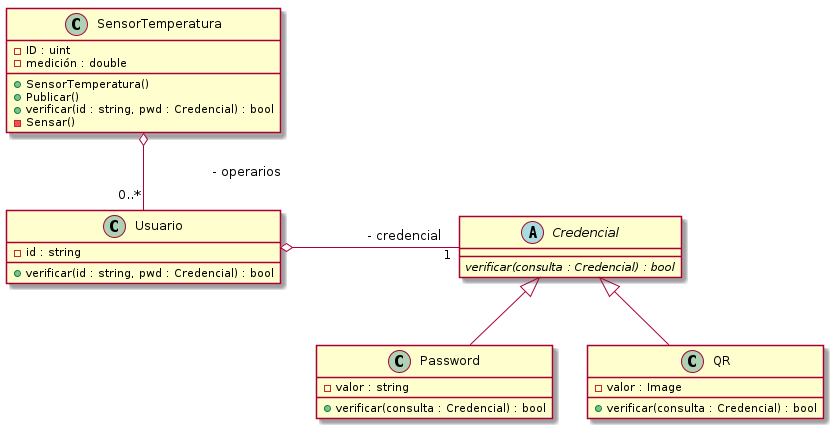 C SensorTemperatura
ID : uint
medición : double
SensorTemperatura()
Publicar()
verificar(id : string, pwd : Credencial) : bool
Sensar()
- operarios
0..*
C Usuario
id : string
verificar(id : string, pwd : Credencial) : bool
- credencial
1
A Credencial
verificar(consulta : Credencial) : bool
C Password
valor : string
verificar(consulta : Credencial) : bool
C QR
valor : Image
verificar(consulta : Credencial) : bool